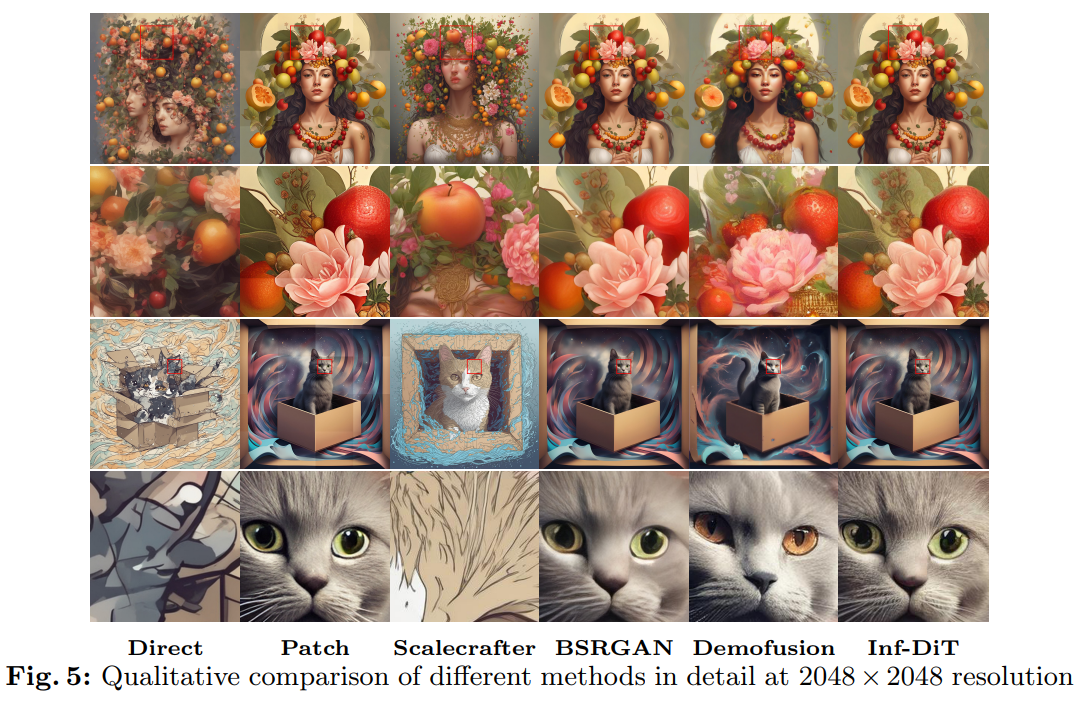 Direct Patch Scalecrafter BSRGAN Demofusion Inf-DiT
Fig. 5: Qualitative comparison of different methods in detail at 2048 × 2048 resolution